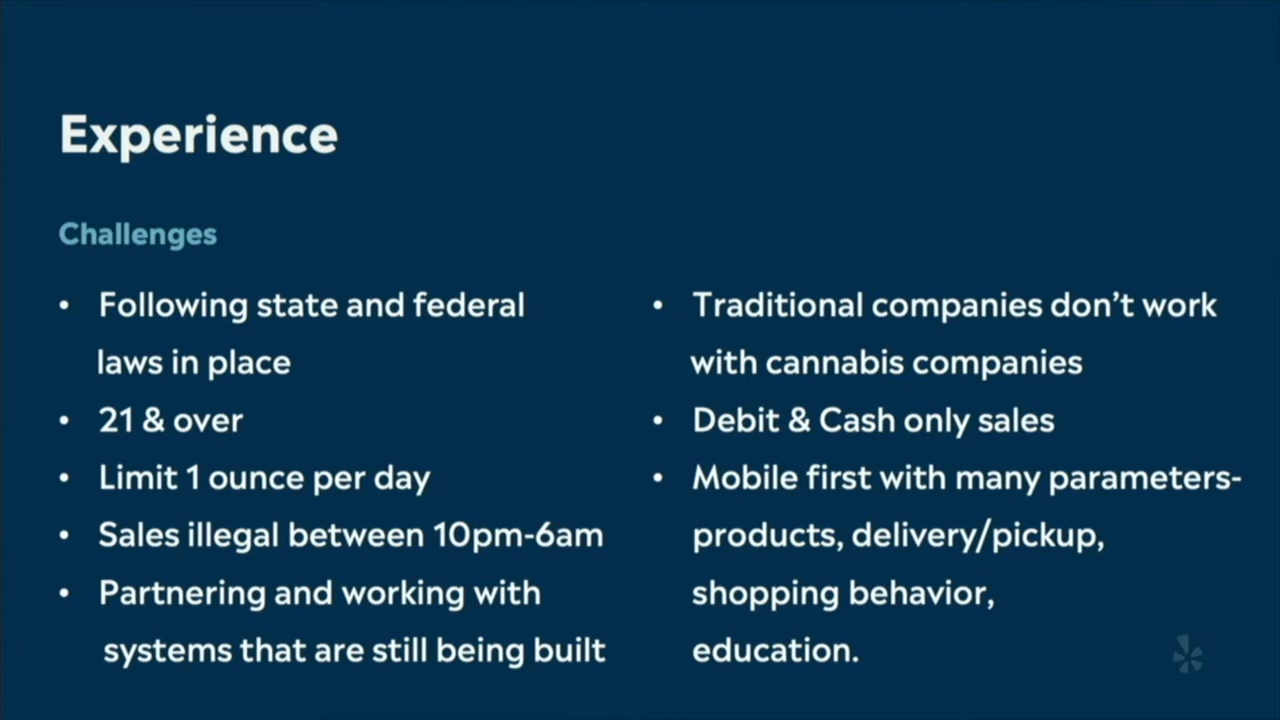 Experience
Challenges
• Following state and federal
laws in place
• 21 & over
• Limit 1 ounce per day
• Sales illegal between 10pm-6am
• Partnering and working with
systems that are still being built
• Traditional companies don’t work
with cannabis companies
• Debit & Cash only sales
• Mobile first with many parameters-
products, delivery/pickup,
shopping behavior,
education.